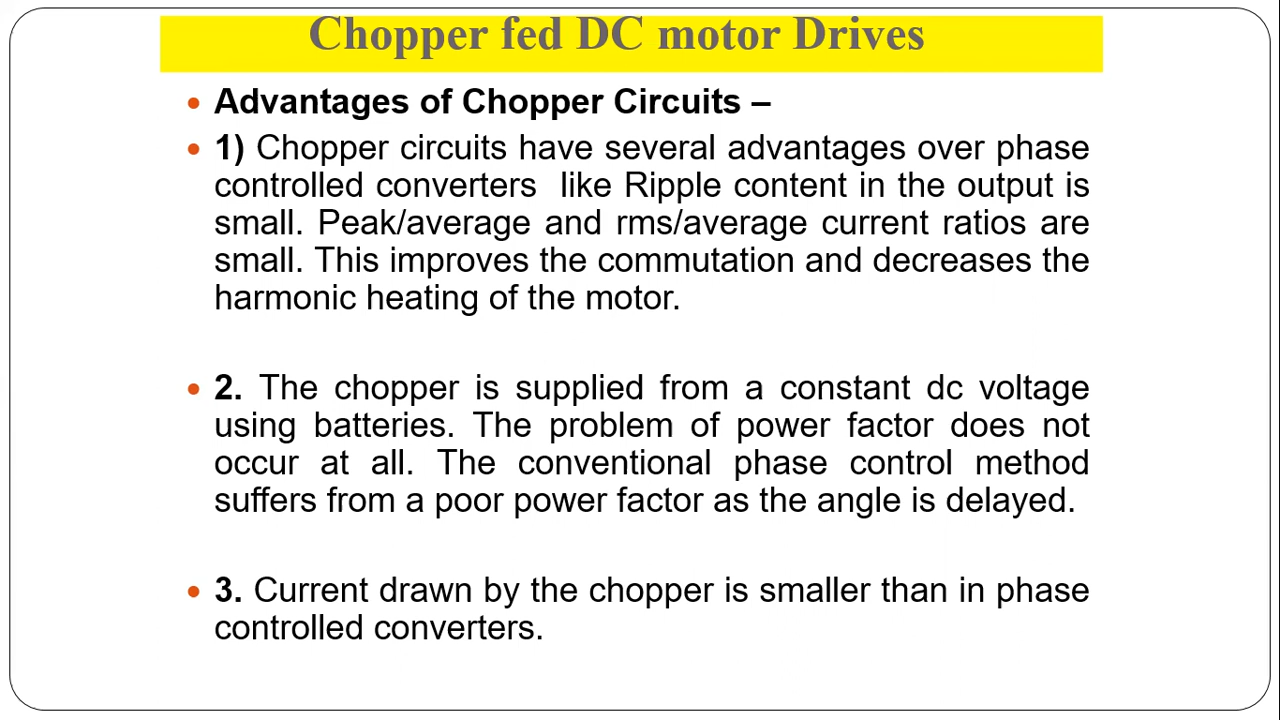 Chopper fed DC motor Drives
• Advantages of Chopper Circuits –
• 1) Chopper circuits have several advantages over phase
controlled converters  like Ripple content in the output is
small. Peak/average and rms/average current ratios are
small. This improves the commutation and decreases the
harmonic heating of the motor.
• 2. The chopper is supplied from a constant dc voltage
using batteries. The problem of power factor does not
occur at all. The conventional phase control method
suffers from a poor power factor as the angle is delayed.
• 3. Current drawn by the chopper is smaller than in phase
controlled converters.